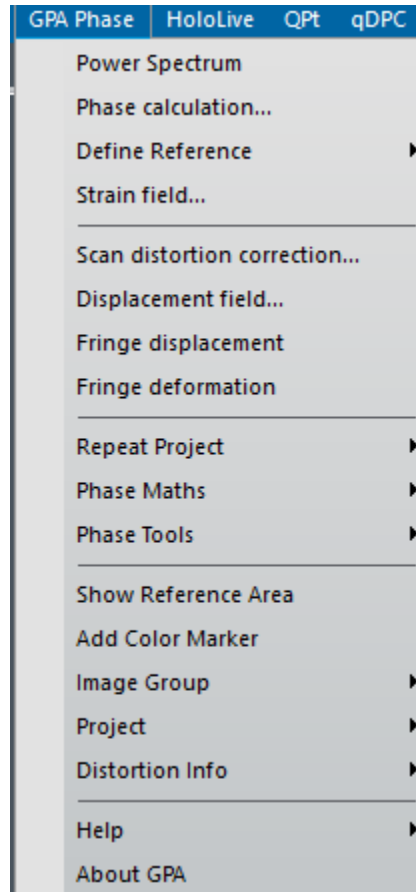 GPA Phase HoloLive QPt qDPC
Power Spectrum
Phase calculation...
Define Reference
Strain field...
Scan distortion correction...
Displacement field...
Fringe displacement
Fringe deformation
Repeat Project
Phase Maths
Phase Tools
Show Reference Area
Add Color Marker
Image Group
Project
Distortion Info
Help
About GPA